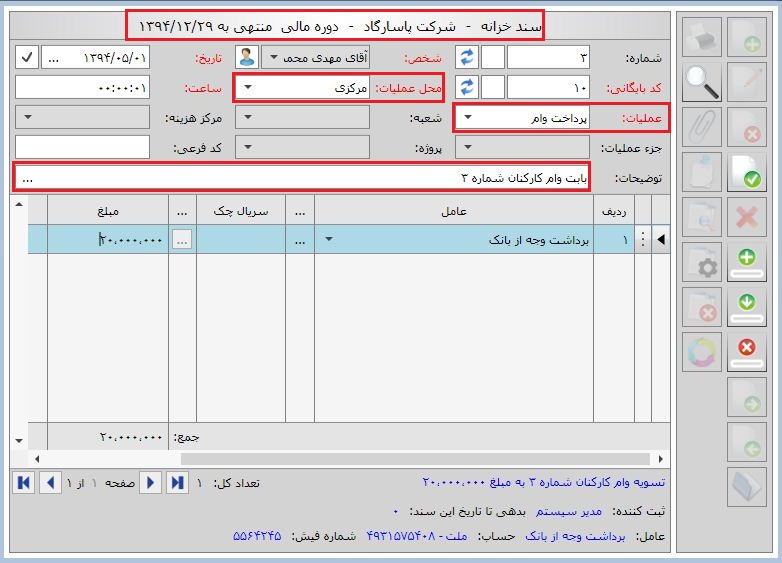 سند خزانه - شرکت پاسارگاد - دوره مالی منتهی به ۱۳۹۴/۱۲/۲۹
شماره: ۳ شخص: آقای مهدی محمد تاریخ: ۱۳۹۴/۰۵/۰۱ ...
کد بایگانی: ۱۰ محل عملیات: مرکزی ساعت: ۰۰:۰۰:۰۱
عملیات: پرداخت وام شعبه: مرکز هزینه:
جزء عملیات: پروژه: کد فرعی:
توضیحات: بابت وام کارکنان شماره ۳ ...
ردیف عامل ... سریال چک ... مبلغ
۱ برداشت وجه از بانک ... ... ۲۰,۰۰۰,۰۰۰
جمع: ۲۰,۰۰۰,۰۰۰
تعداد کل: ۱ صفحه ۱ از ۱
تسویه وام کارکنان شماره ۳ به مبلغ ۲۰,۰۰۰,۰۰۰
ثبت کننده: مدیر سیستم بدهی تا تاریخ این سند: ۰
عامل: برداشت وجه از بانک حساب: ملت - ۴۹۳۱۵۷۵۴۰۸ شماره فیش: ۵۵۶۴۲۴۵